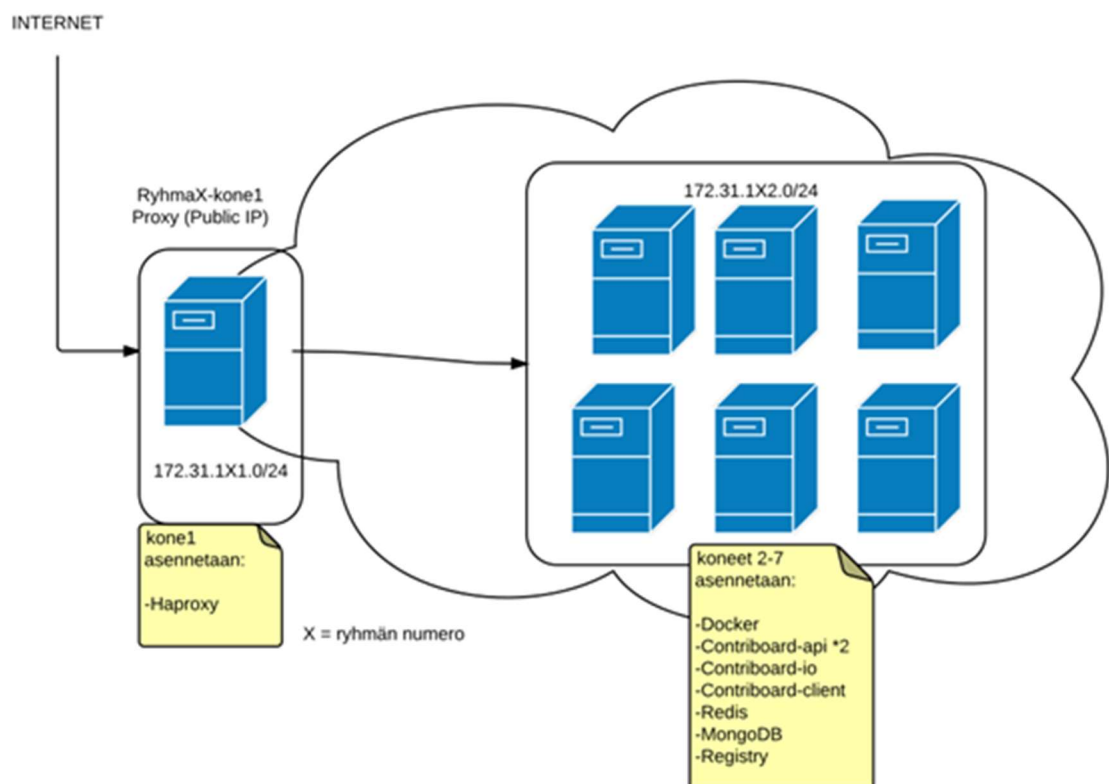 INTERNET
RyhmaX-kone1
Proxy (Public IP)
172.31.1X2.0/24
172.31.1X1.0/24
kone1
asennetaan:
-Haproxy
X = ryhmän numero
koneet 2-7
asennetaan:
-Docker
-Contriboard-api *2
-Contriboard-io
-Contriboard-client
-Redis
-MongoDB
-Registry